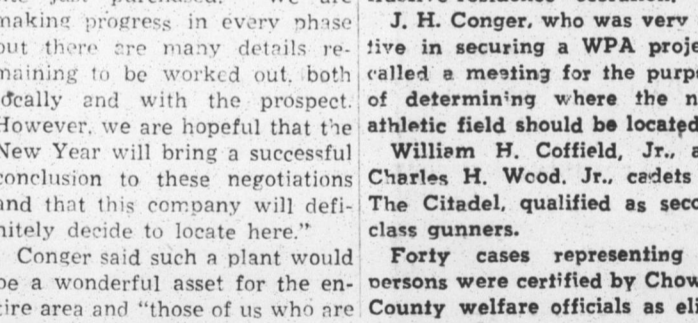 making progress in every phase
but there are many details re-
maining to be worked out, both
locally and with the prospect.
However, we are hopeful that the
New Year will bring a successful
conclusion to these negotiations
and that this company will defi-
nitely decide to locate here."
Conger said such a plant would
be a wonderful asset for the en-
tire area and "those of us who are
J. H. Conger, who was very
tive in securing a WPA proje
called a meeting for the purp
of determining where the n
athletic field should be located
William H. Coffield, Jr., a
Charles H. Wood, Jr., cadets
The Citadel, qualified as seco
class gunners.
Forty cases representing
persons were certified by Chow
County welfare officials as eli